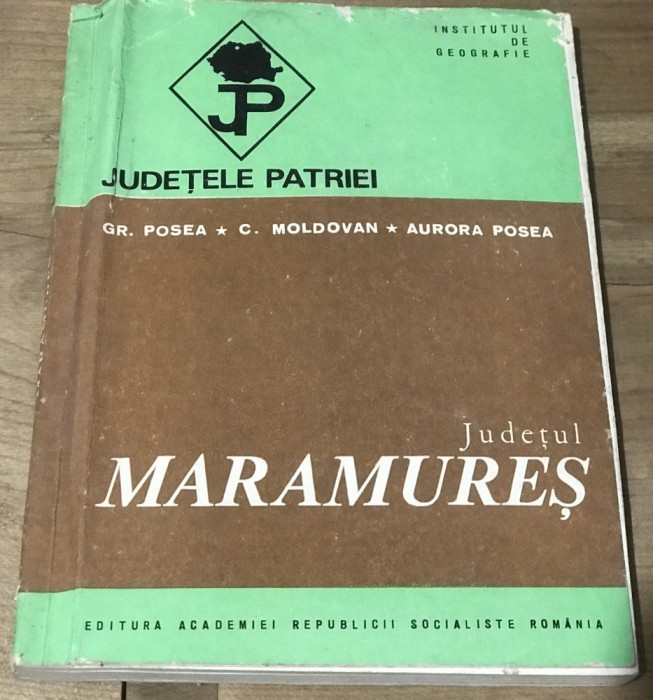 INSTITUTUL
DE
GEOGRAFIE
JP
JUDEȚELE PATRIEI
GR. POSEA ★ C. MOLDOVAN ★ AURORA POSEA
Județul
MARAMUREȘ
EDITURA ACADEMIEI REPUBLICII SOCIALISTE ROMÂNIA